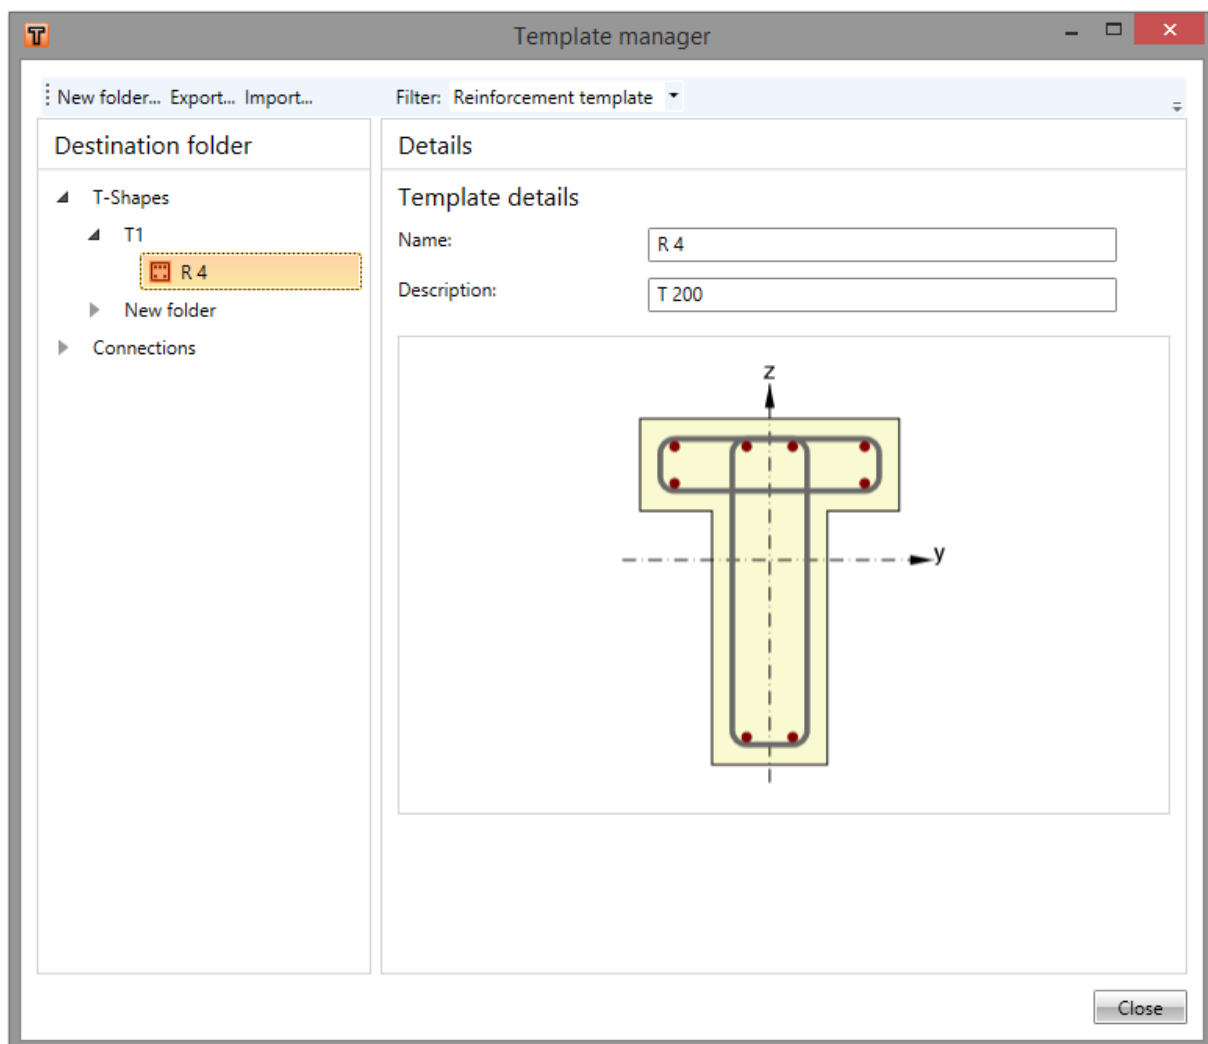 T
Template manager
New folder... Export... Import...
Filter: Reinforcement template
Destination folder
T-Shapes
T1
R 4
New folder
Connections
Details
Template details
Name:
R 4
Description:
T 200
z
y
Close